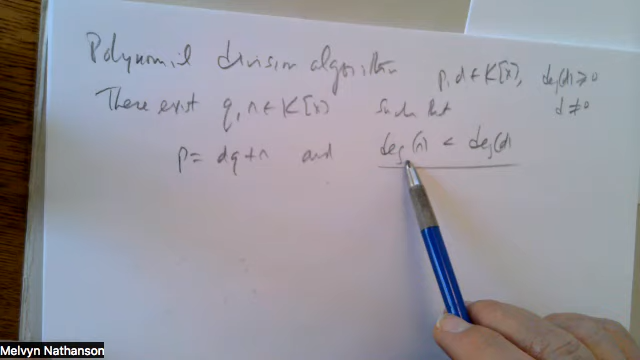 Polynomial division algorithm p, d ∈ K[x], deg(d) ≥ 0
There exist q, r ∈ K[x] such that d ≠ 0
p = dq + r and deg(r) < deg(d)
Melvyn Nathanson